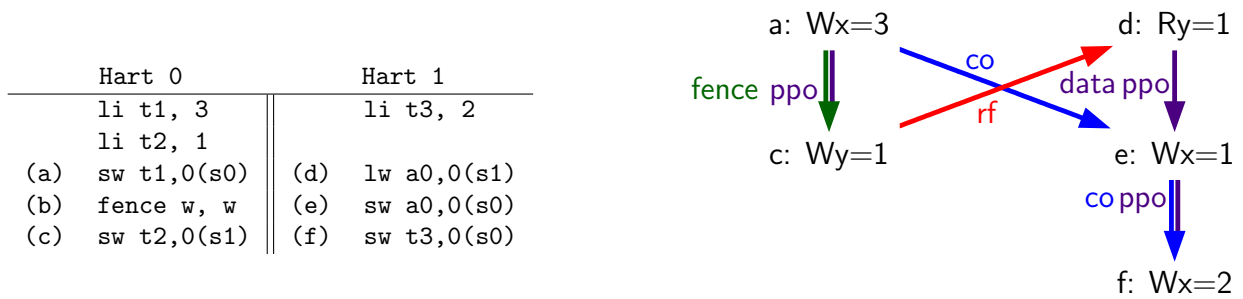 Hart 0 Hart 1
li t1, 3 li t3, 2
li t2, 1
(a) sw t1,0(s0) (d) lw a0,0(s1)
(b) fence w, w (e) sw a0,0(s0)
(c) sw t2,0(s1) (f) sw t3,0(s0)
a: Wx=3 d: Ry=1
co
fence ppo data ppo
rf
c: Wy=1 e: Wx=1
co ppo
f: Wx=2